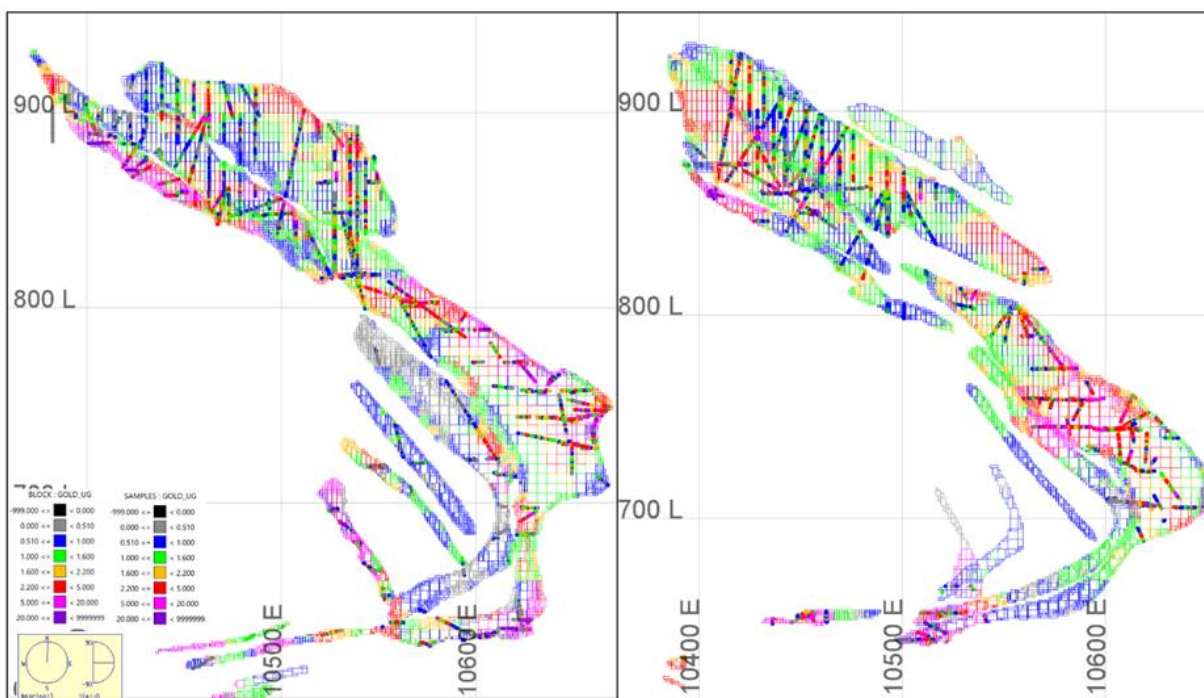 900 L
800 L
700 L
BLOCK : GOLD_UG SAMPLES : GOLD_UG
-999.000 <= < 0.000 -999.000 <= < 0.000
0.000 <= < 0.510 0.000 <= < 0.510
0.510 <= < 1.000 0.510 <= < 1.000
1.000 <= < 1.600 1.000 <= < 1.600
1.600 <= < 2.200 1.600 <= < 2.200
2.200 <= < 5.000 2.200 <= < 5.000
5.000 <= < 20.000 5.000 <= < 20.000
20.000 <= < 9999999 20.000 <= < 9999999.
10500 E
10600 E
900 L
800 L
700 L
10400 E
10500 E
10600 E